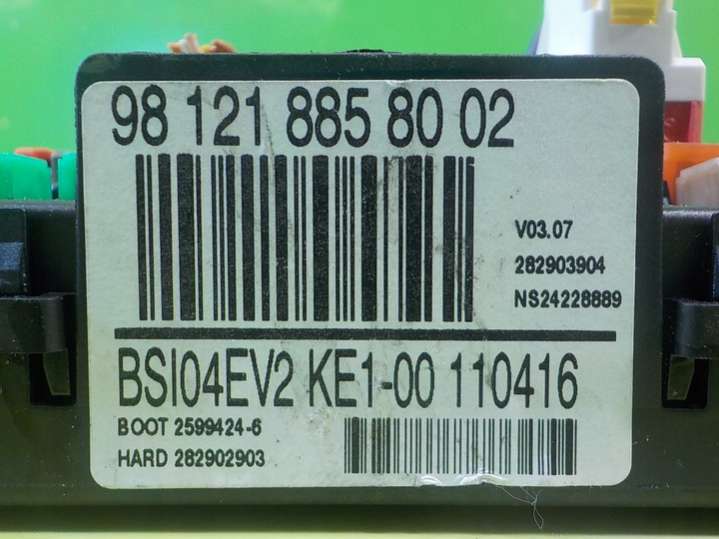 98 121 885 80 02
V03.07
282903904
NS24228889
BSI04EV2 KE1-00 110416
BOOT 2599424-6
HARD 282902903